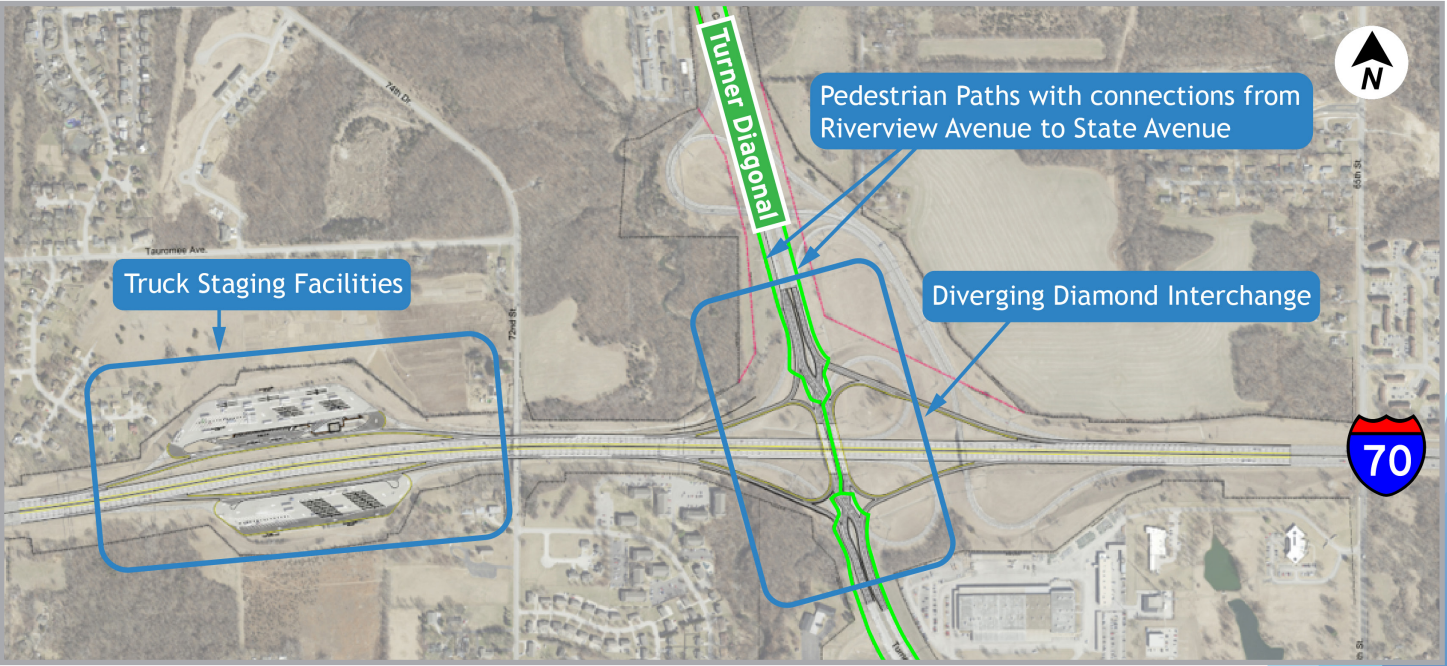 Turner Diagonal
N
74th Dr
Pedestrian Paths with connections from
Riverview Avenue to State Avenue
65th St.
Tauromee Ave.
Truck Staging Facilities
72nd St.
Diverging Diamond Interchange
70